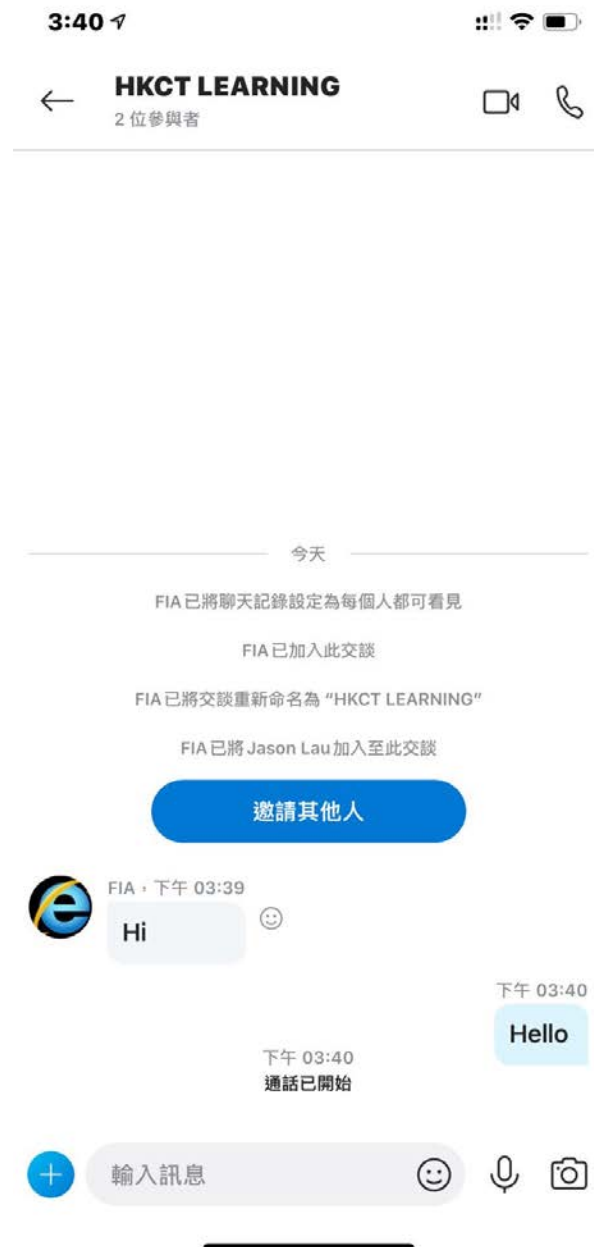 3:40
HKCT LEARNING
2 位參與者
今天
FIA 已將聊天記錄設定為每個人都可看見
FIA 已加入此交談
FIA 已將交談重新命名為 “HKCT LEARNING”
FIA 已將 Jason Lau 加入至此交談
邀請其他人
FIA，下午 03:39
Hi
下午 03:40
Hello
下午 03:40
通話已開始
輸入訊息